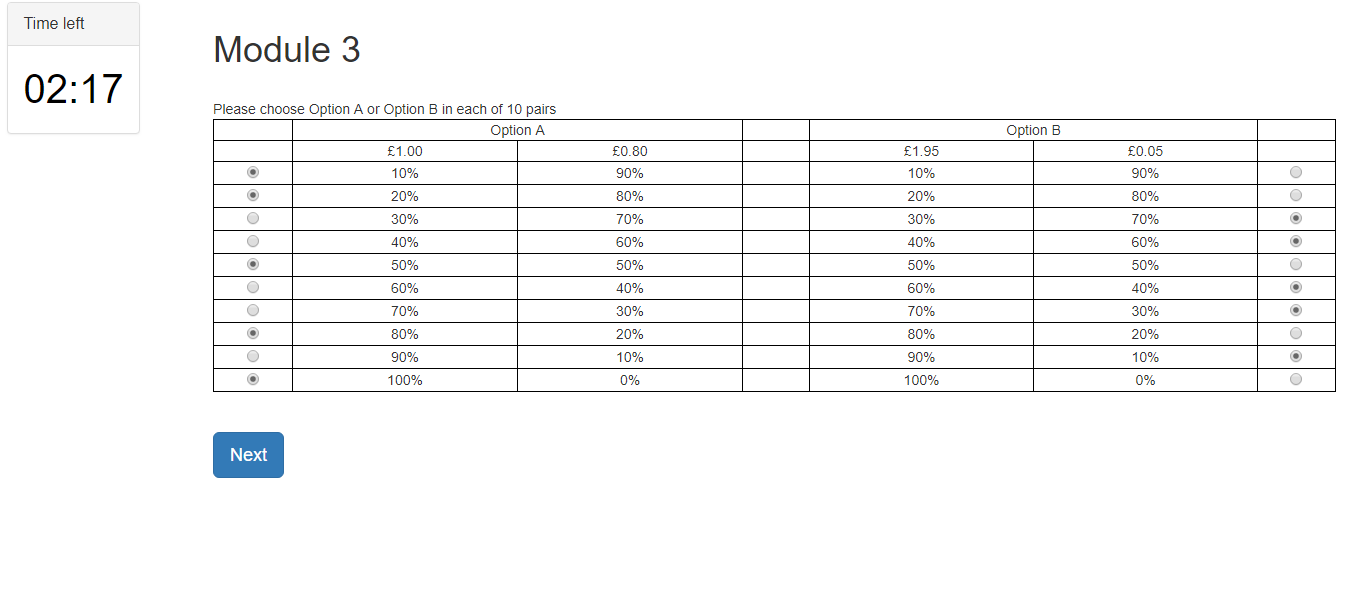 Time left
02:17
Module 3
Please choose Option A or Option B in each of 10 pairs
Option A Option B
£1.00 £0.80 £1.95 £0.05
10% 90% 10% 90%
20% 80% 20% 80%
30% 70% 30% 70%
40% 60% 40% 60%
50% 50% 50% 50%
60% 40% 60% 40%
70% 30% 70% 30%
80% 20% 80% 20%
90% 10% 90% 10%
100% 0% 100% 0%
Next